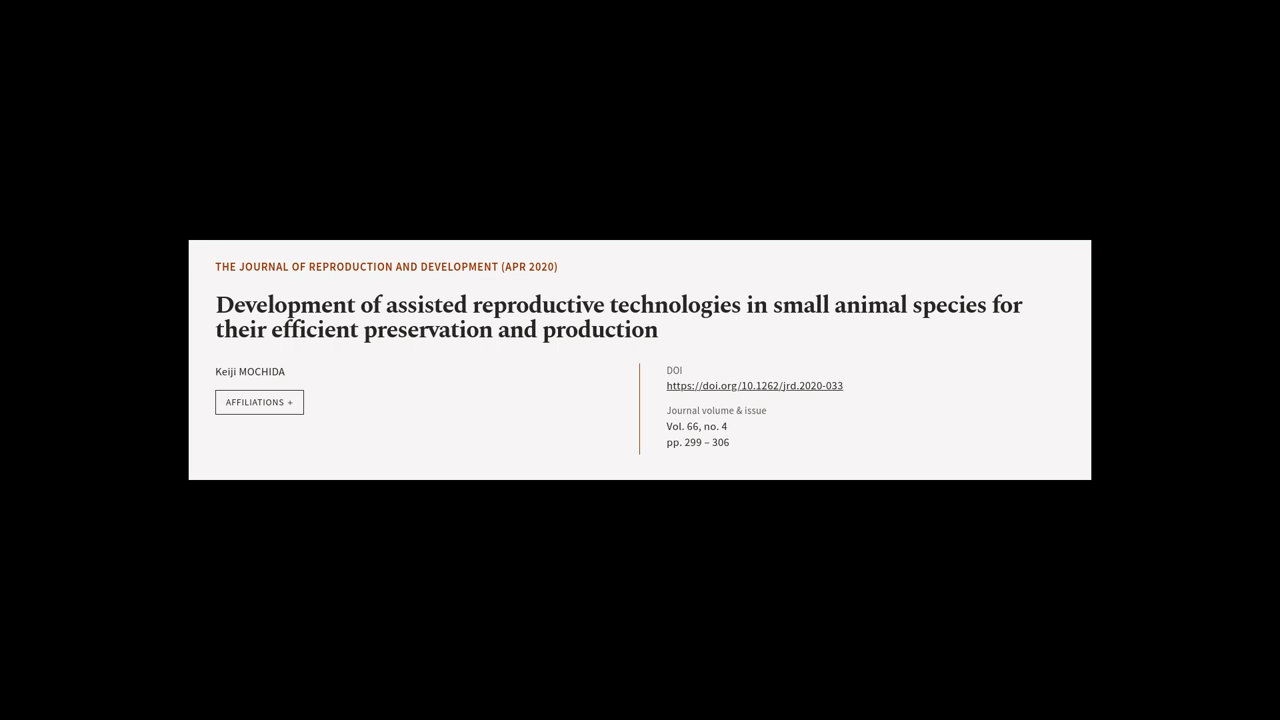 THE JOURNAL OF REPRODUCTION AND DEVELOPMENT (APR 2020)
Development of assisted reproductive technologies in small animal species for
their efficient preservation and production
Keiji MOCHIDA
AFFILIATIONS +
DOI
https://doi.org/10.1262/jrd.2020-033
Journal volume & issue
Vol. 66, no. 4
pp. 299 – 306